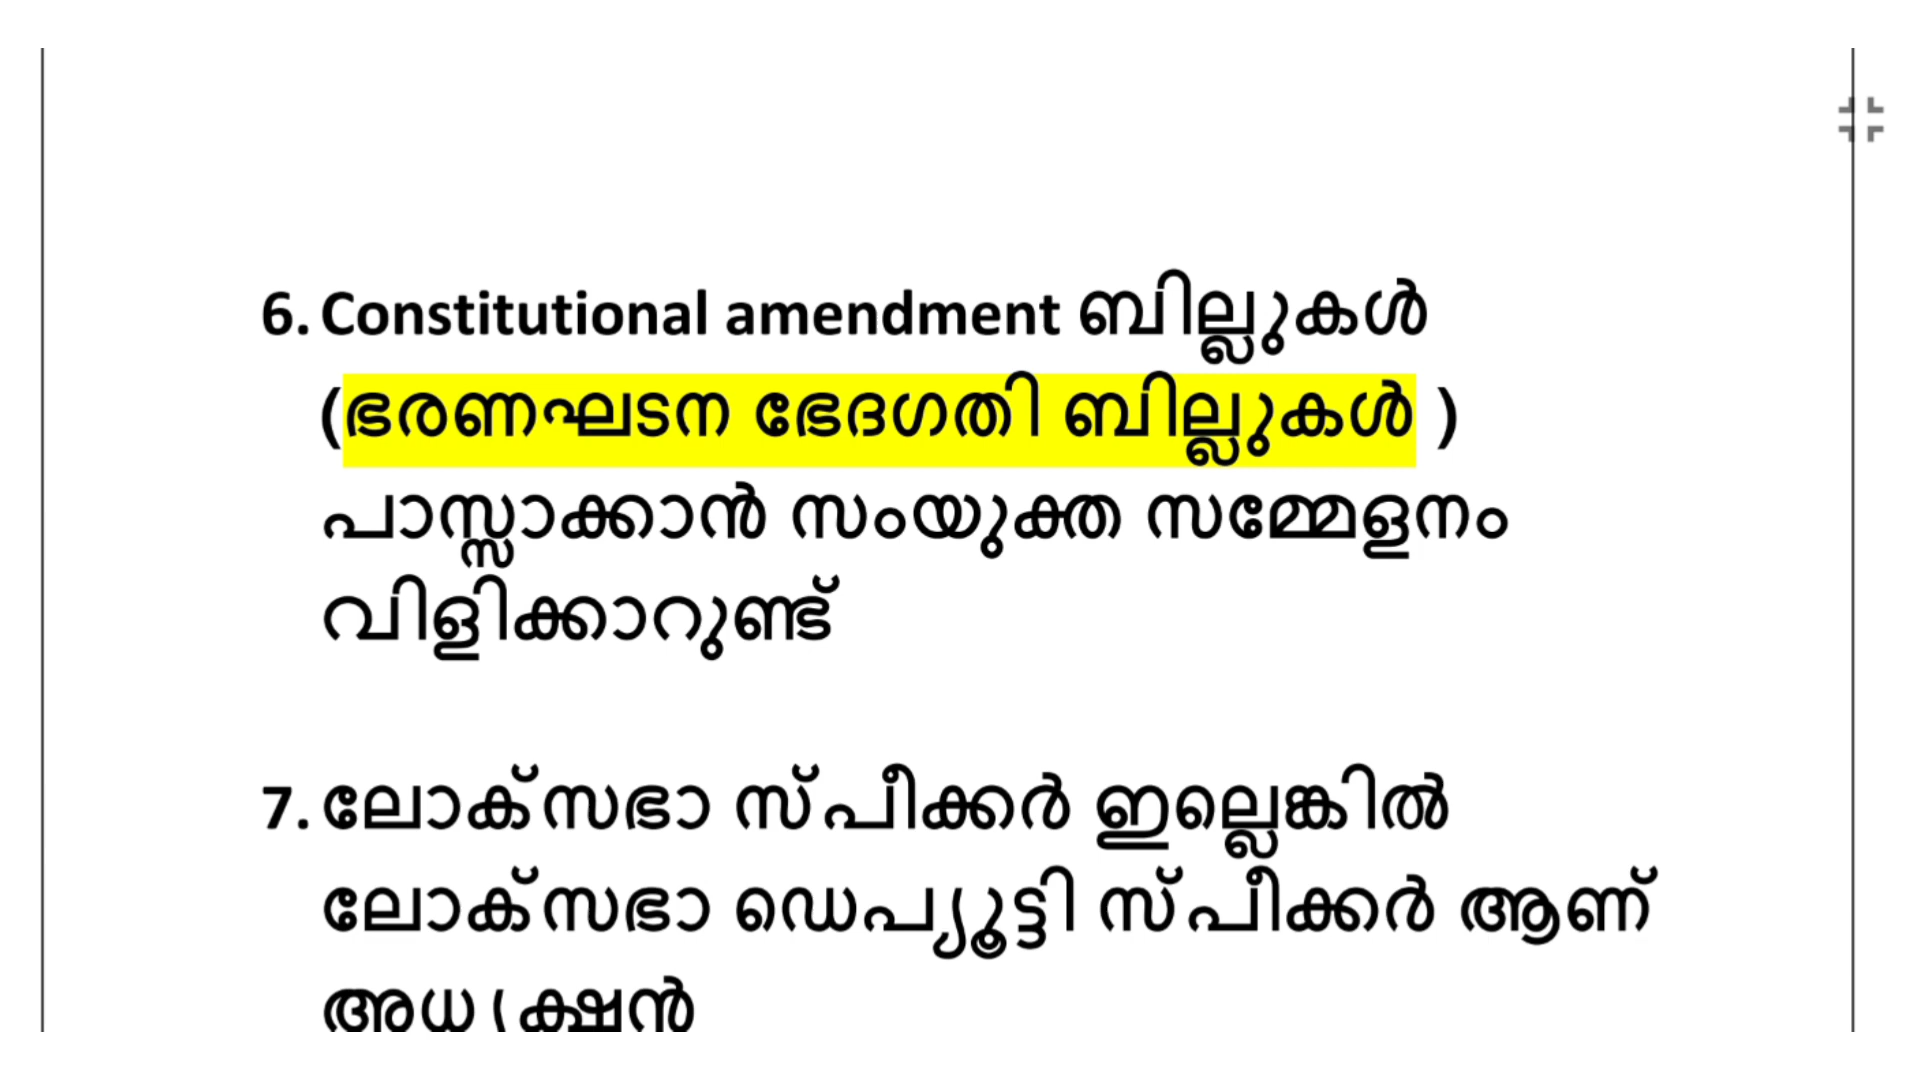 6. Constitutional amendment ബില്ലുകൾ
(ഭരണഘടന ഭേദഗതി ബില്ലുകൾ )
പാസ്സാക്കാൻ സംയുക്ത സമ്മേളനം
വിളിക്കാറുണ്ട്
7. ലോക്സഭാ സ്പീക്കർ ഇല്ലെങ്കിൽ
ലോക്സഭാ ഡെപ്യൂട്ടി സ്പീക്കർ ആണ്
അധ്യക്ഷൻ